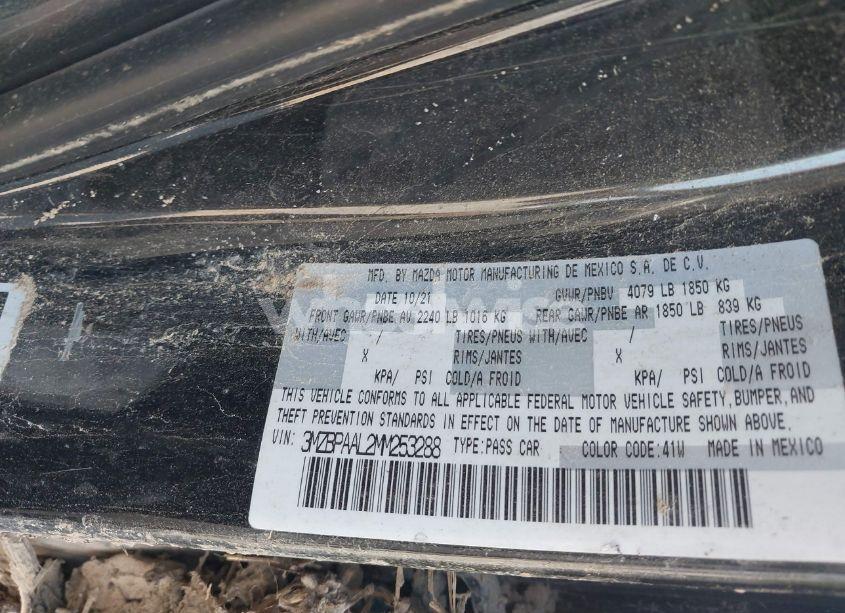 MFD. BY MAZDA MOTOR MANUFACTURING DE MEXICO S.A. DE C.V.
DATE 10/21 GVWR/PNBV 4079 LB 1850 KG
FRONT GAWR/PNBE AV 2240 LB 1016 KG REAR GAWR/PNBE AR 1850 LB 839 KG
WITH/AVEC / TIRES/PNEUS WITH/AVEC / TIRES/PNEUS
X RIMS/JANTES X RIMS/JANTES
KPA/ PSI COLD/A FROID KPA/ PSI COLD/A FROID
THIS VEHICLE CONFORMS TO ALL APPLICABLE FEDERAL MOTOR VEHICLE SAFETY, BUMPER, AND
THEFT PREVENTION STANDARDS IN EFFECT ON THE DATE OF MANUFACTURE SHOWN ABOVE.
VIN: 3MZBPAAL2MM253288 TYPE:PASS CAR COLOR CODE:41W MADE IN MEXICO